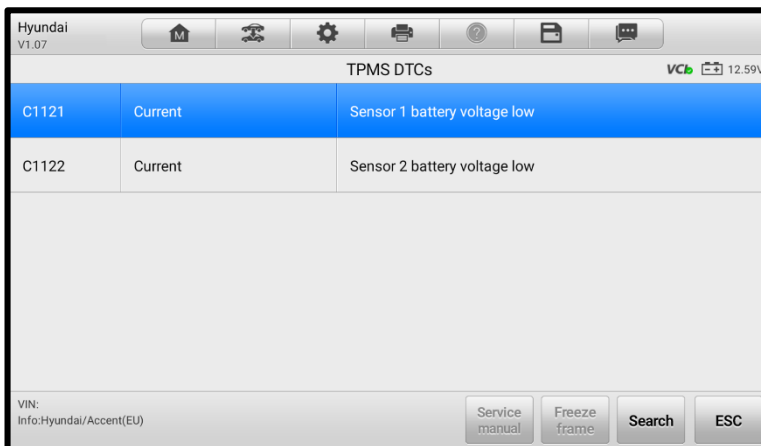 Hyundai
V1.07
M
TPMS DTCs
VCI 12.59V
C1121 Current Sensor 1 battery voltage low
C1122 Current Sensor 2 battery voltage low
VIN:
Info:Hyundai/Accent(EU)
Service manual
Freeze frame
Search
ESC